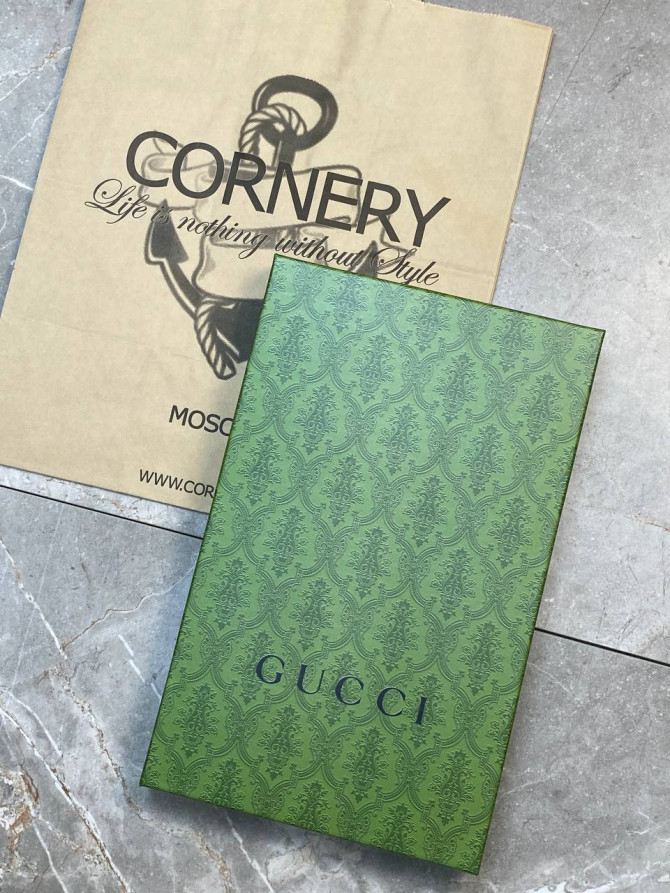 CORNERY
Life is nothing without Style
MOSC
WWW.COR
GUCCI